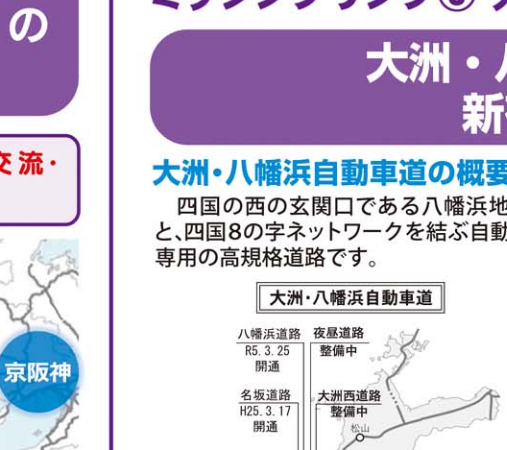 の
交流・
京阪神
大洲・
新
大洲・八幡浜自動車道の概要
四国の西の玄関口である八幡浜地
と、四国8の字ネットワークを結ぶ自動
専用の高規格道路です。
大洲・八幡浜自動車道
八幡浜道路
R5.3.25
開通
夜昼道路
整備中
名坂道路
H25.3.17
開通
大洲西道路
整備中
松山